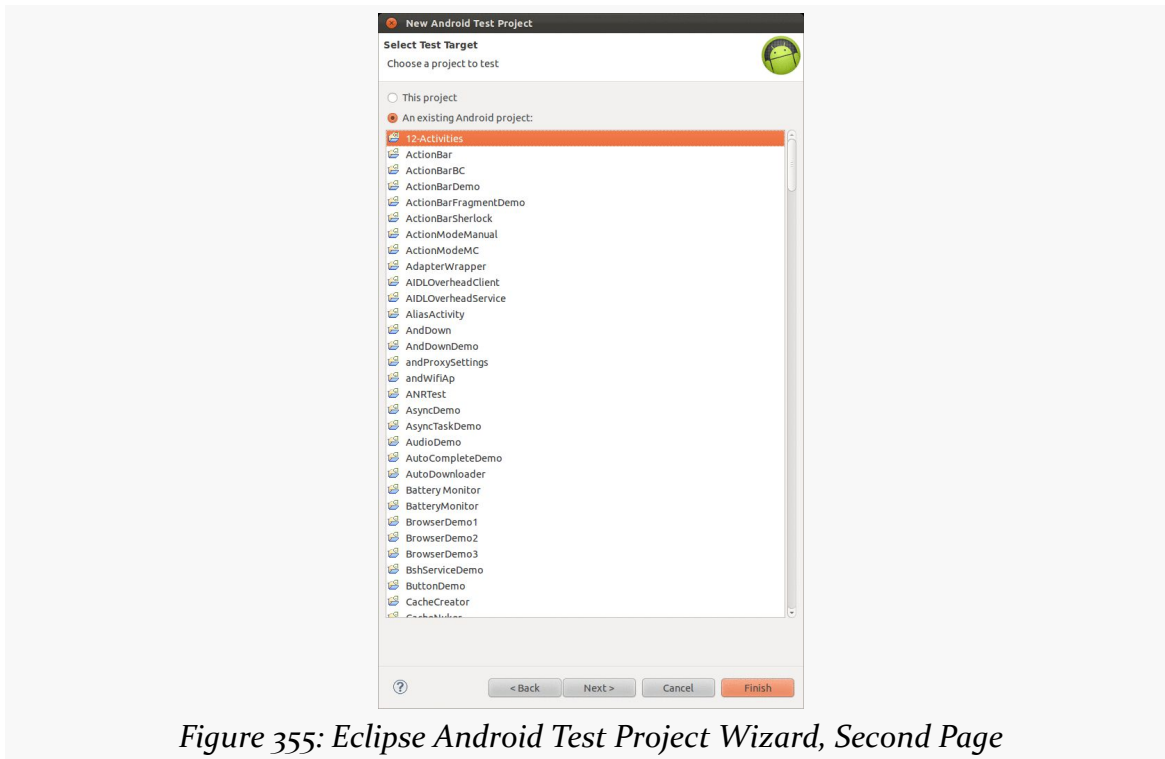 New Android Test Project
Select Test Target
Choose a project to test
This project
An existing Android project:
12-Activities
ActionBar
ActionBarBC
ActionBarDemo
ActionBarFragmentDemo
ActionBarSherlock
ActionModeManual
ActionModeMC
AdapterWrapper
AIDLOverheadClient
AIDLOverheadService
AliasActivity
AndDown
AndDownDemo
andProxySettings
andWifiAp
ANRTest
AsyncDemo
AsyncTaskDemo
AudioDemo
AutoCompleteDemo
AutoDownloader
Battery Monitor
BatteryMonitor
BrowserDemo1
BrowserDemo2
BrowserDemo3
BshServiceDemo
ButtonDemo
CacheCreator
? < Back Next > Cancel Finish
Figure 355: Eclipse Android Test Project Wizard, Second Page